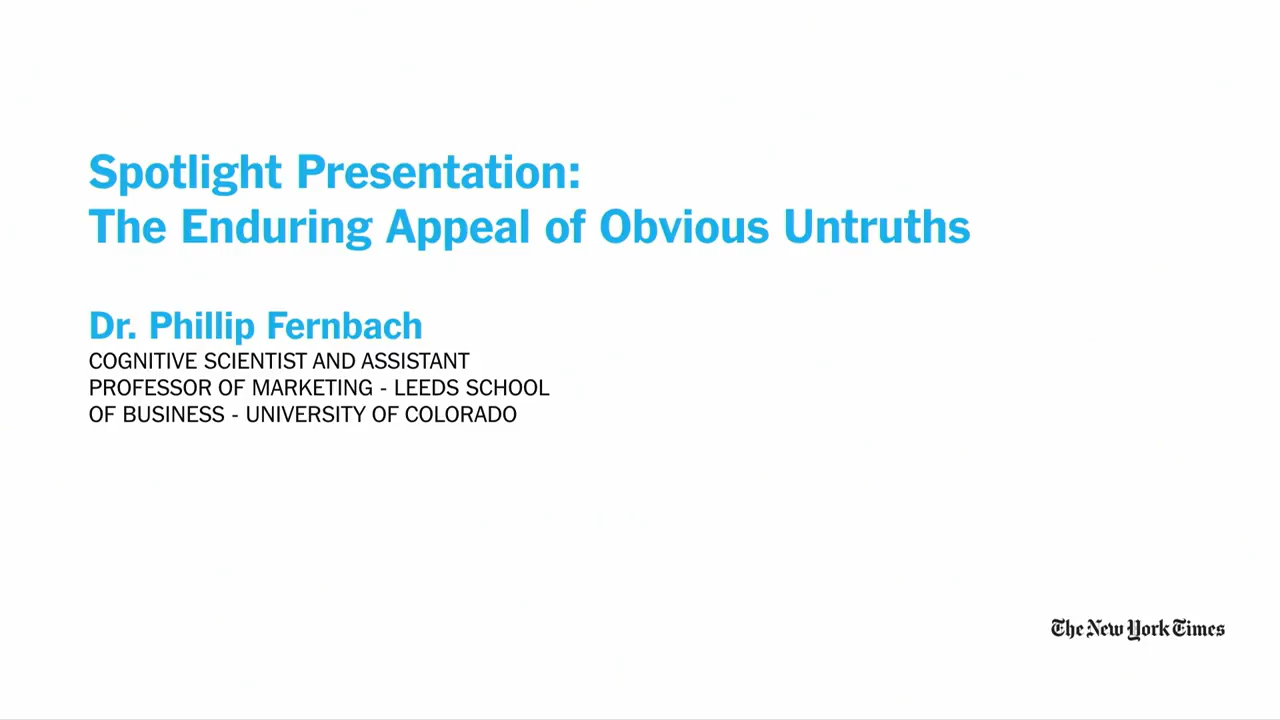 Spotlight Presentation:
The Enduring Appeal of Obvious Untruths
Dr. Phillip Fernbach
COGNITIVE SCIENTIST AND ASSISTANT
PROFESSOR OF MARKETING - LEEDS SCHOOL
OF BUSINESS - UNIVERSITY OF COLORADO
The New York Times